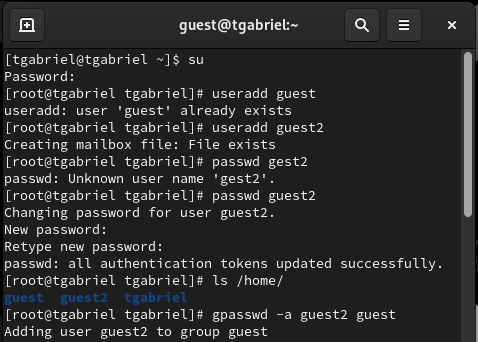 guest@tgabriel:~
[tgabriel@tgabriel ~]$ su
Password:
[root@tgabriel tgabriel]# useradd guest
useradd: user 'guest' already exists
[root@tgabriel tgabriel]# useradd guest2
Creating mailbox file: File exists
[root@tgabriel tgabriel]# passwd gest2
passwd: Unknown user name 'gest2'.
[root@tgabriel tgabriel]# passwd guest2
Changing password for user guest2.
New password:
Retype new password:
passwd: all authentication tokens updated successfully.
[root@tgabriel tgabriel]# ls /home/
guest  guest2  tgabriel
[root@tgabriel tgabriel]# gpasswd -a guest2 guest
Adding user guest2 to group guest